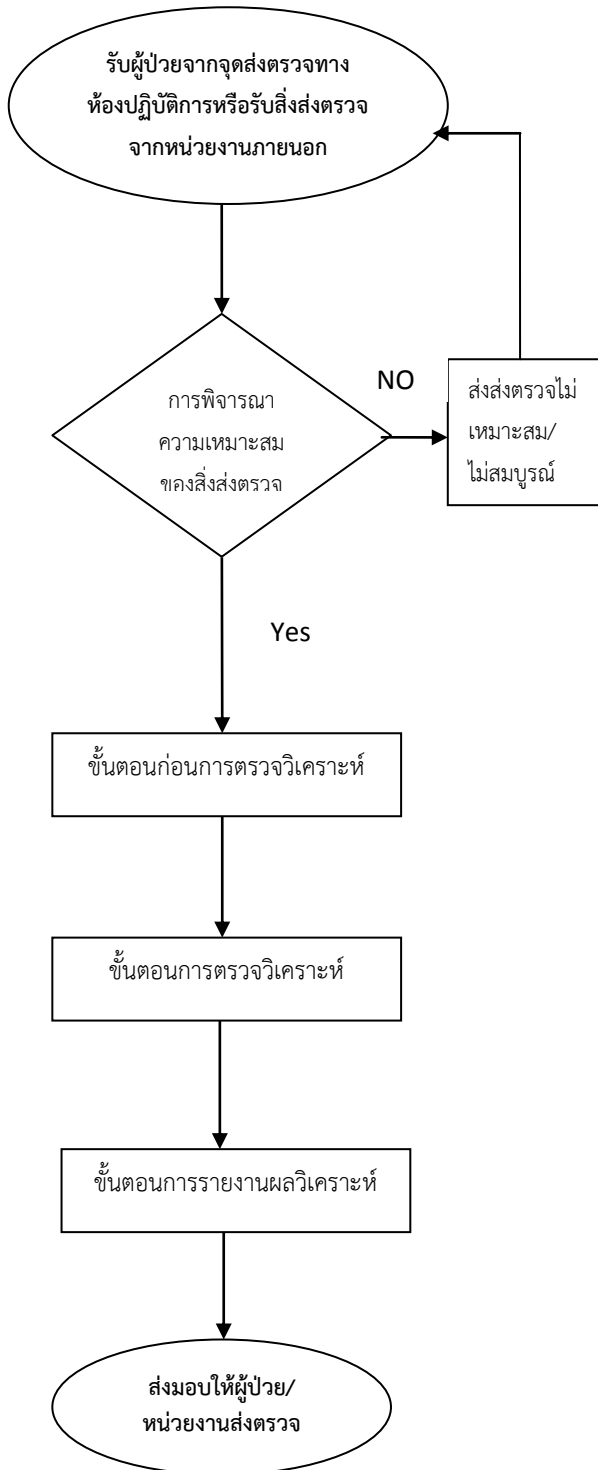 รับผู้ป่วยจากจุดส่งตรวจทาง
ห้องปฏิบัติการหรือรับสิ่งส่งตรวจ
จากหน่วยงานภายนอก
การพิจารณา
ความเหมาะสม
ของสิ่งส่งตรวจ
NO
ส่งส่งตรวจไม่
เหมาะสม/
ไม่สมบูรณ์
Yes
ขั้นตอนก่อนการตรวจวิเคราะห์
ขั้นตอนการตรวจวิเคราะห์
ขั้นตอนการรายงานผลวิเคราะห์
ส่งมอบให้ผู้ป่วย/
หน่วยงานส่งตรวจ